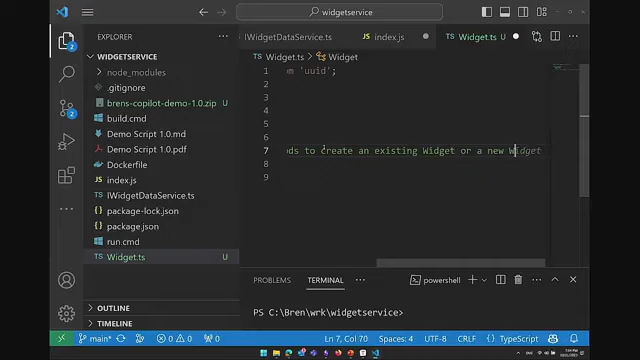 widgetservice
EXPLORER
WIDGETSERVICE
node_modules
.gitignore
brens-copilot-demo-1.0.zip
U
build.cmd
Demo Script 1.0.md
Demo Script 1.0.pdf
Dockerfile
index.js
IWidgetDataService.ts
package-lock.json
package.json
run.cmd
TS Widget.ts U
OUTLINE
TIMELINE
IWidgetDataService.ts JS index.js TS Widget.ts U
TS Widget.ts > Widget
1 om 'uuid';
2
3
4
5
6
7 ods to create an existing Widget or a new Widget
8
9
PROBLEMS TERMINAL ··· powershell
PS C:\Bren\wrk\widgetservice>
main* 0 0 0 Ln 7, Col 70 Spaces: 4 UTF-8 CRLF {} TypeScript